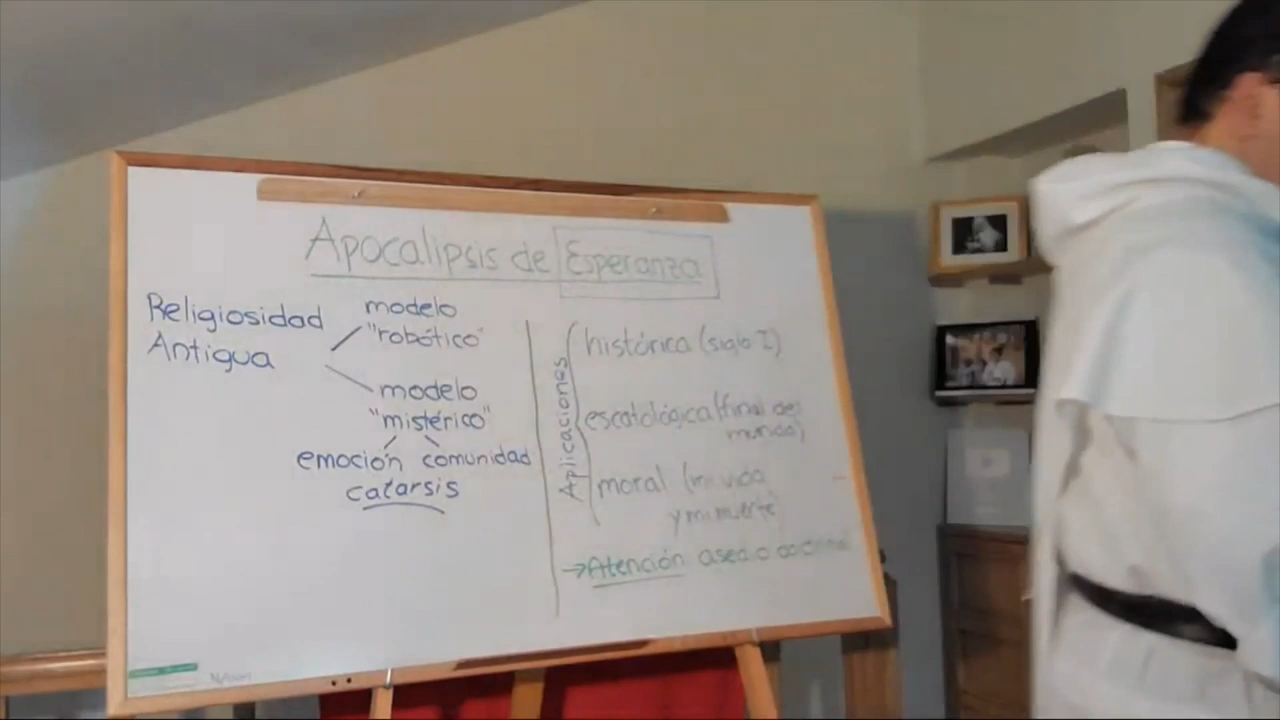 Apocalipsis de Esperanza
Religiosidad
Antigua
modelo
"robótico"
modelo
"mistérico"
emoción comunidad
catarsis
Aplicaciones
histórica (siglo I)
escatológica (final del
mundo)
moral (mi vida
y mi muerte
→ Atención